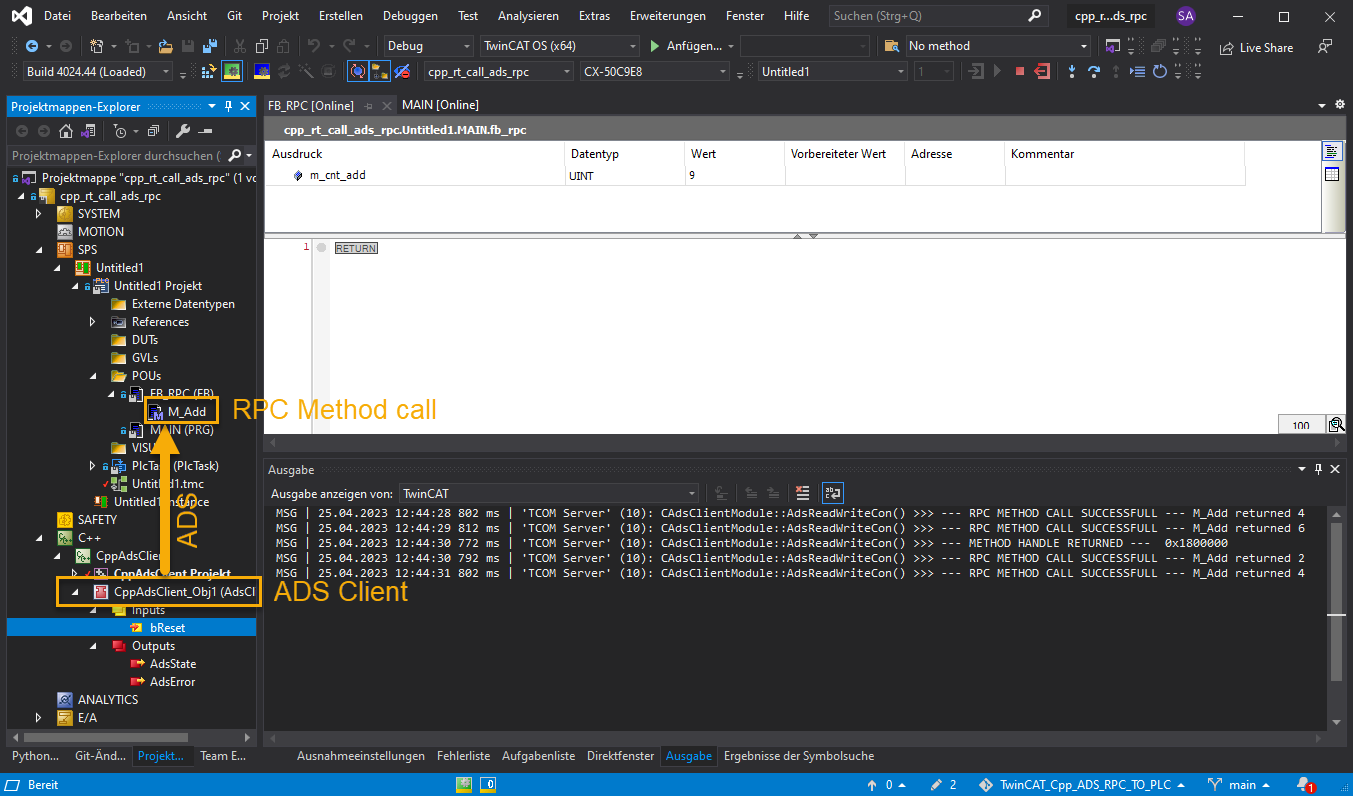 Datei Bearbeiten Ansicht Git Projekt Erstellen Debuggen Test Analysieren Extras Erweiterungen Fenster Hilfe Suchen (Strg+Q) cpp_r...ds_rpc SA
Debug TwinCAT OS (x64) Anfügen... No method Live Share
Build 4024.44 (Loaded) cpp_rt_call_ads_rpc CX-50C9E8 Untitled1 1
Projektmappen-Explorer
Projektmappen-Explorer durchsuchen (
Projektmappe "cpp_rt_call_ads_rpc" (1 vo
cpp_rt_call_ads_rpc
SYSTEM
MOTION
SPS
Untitled1
Untitled1 Projekt
Externe Datentypen
References
DUTs
GVLs
POUs
FB_RPC (FB)
M_Add
MAIN (PRG)
VISU
PlcTask (PlcTask)
Untitled1.tmc
Untitled1 Instance
SAFETY
C++
CppAdsClient
CppAdsClient Projekt
CppAdsClient_Obj1 (AdsCl
Inputs
bReset
Outputs
AdsState
AdsError
ANALYTICS
E/A
RPC Method call
ADS
ADS Client
Python... Git-Änd... Projekt... Team E...
FB_RPC [Online] MAIN [Online]
cpp_rt_call_ads_rpc.Untitled1.MAIN.fb_rpc
Ausdruck Datentyp Wert Vorbereiteter Wert Adresse Kommentar
m_cnt_add UINT 9
1 RETURN
100
Ausgabe
Ausgabe anzeigen von: TwinCAT
MSG | 25.04.2023 12:44:28 802 ms | 'TCOM Server' (10): CAdsClientModule::AdsReadWriteCon() >>> --- RPC METHOD CALL SUCCESSFULL --- M_Add returned 4
MSG | 25.04.2023 12:44:29 812 ms | 'TCOM Server' (10): CAdsClientModule::AdsReadWriteCon() >>> --- RPC METHOD CALL SUCCESSFULL --- M_Add returned 6
MSG | 25.04.2023 12:44:30 772 ms | 'TCOM Server' (10): CAdsClientModule::AdsReadWriteCon() >>> --- METHOD HANDLE RETURNED --- 0x1800000
MSG | 25.04.2023 12:44:30 792 ms | 'TCOM Server' (10): CAdsClientModule::AdsReadWriteCon() >>> --- RPC METHOD CALL SUCCESSFULL --- M_Add returned 2
MSG | 25.04.2023 12:44:31 802 ms | 'TCOM Server' (10): CAdsClientModule::AdsReadWriteCon() >>> --- RPC METHOD CALL SUCCESSFULL --- M_Add returned 4
Ausnahmeeinstellungen Fehlerliste Aufgabenliste Direktfenster Ausgabe Ergebnisse der Symbolsuche
Bereit 0 0 2 TwinCAT_Cpp_ADS_RPC_TO_PLC main 1